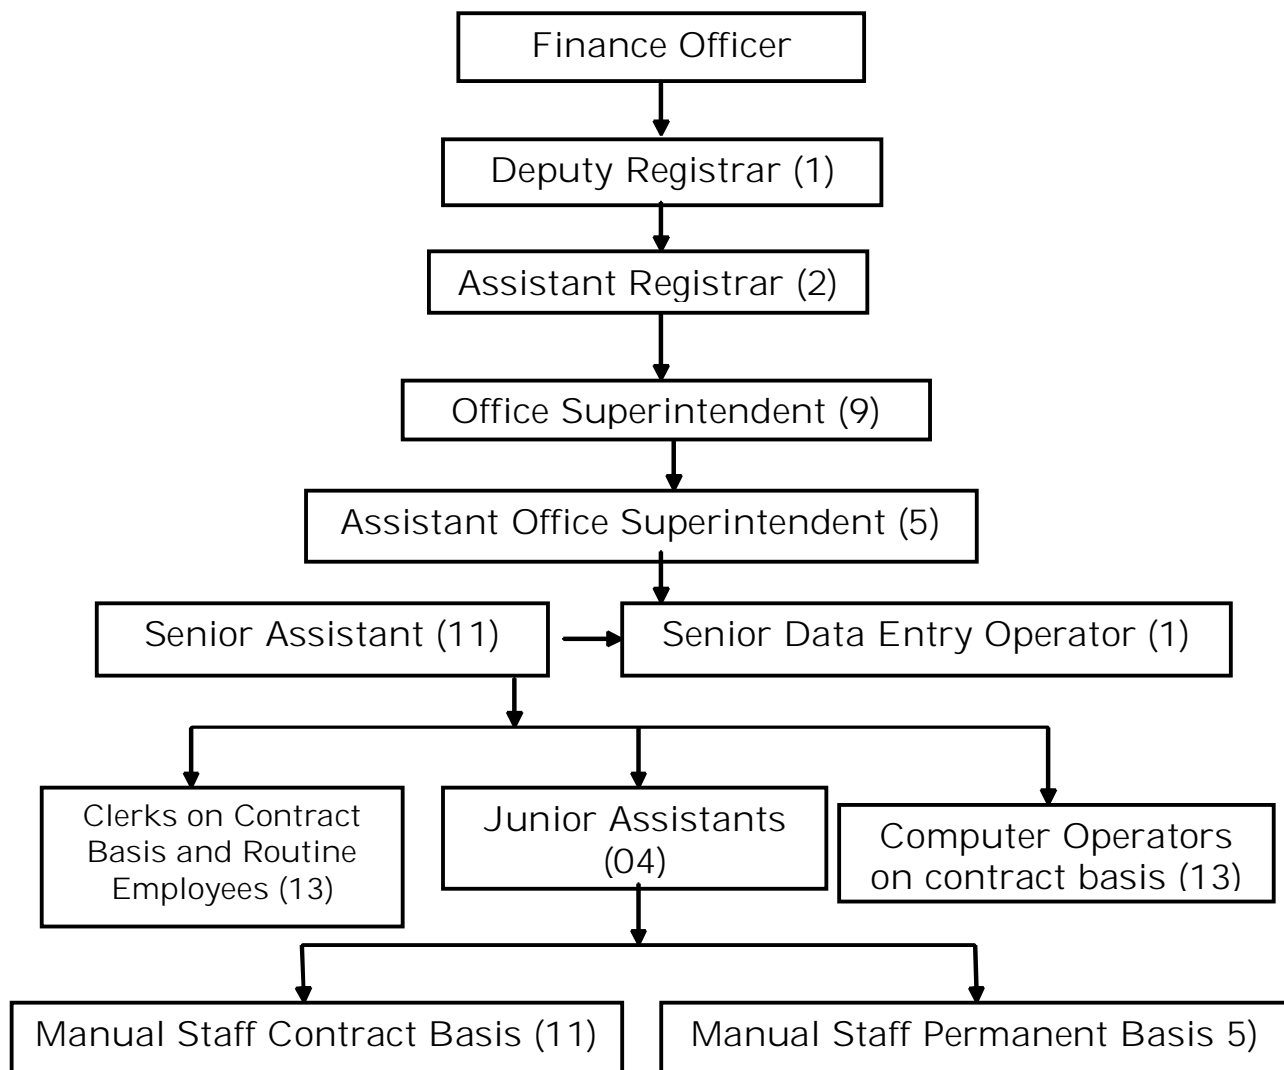 Finance Officer
Deputy Registrar (1)
Assistant Registrar (2)
Office Superintendent (9)
Assistant Office Superintendent (5)
Senior Assistant (11)
Senior Data Entry Operator (1)
Clerks on Contract
Basis and Routine
Employees (13)
Junior Assistants
(04)
Computer Operators
on contract basis (13)
Manual Staff Contract Basis (11)
Manual Staff Permanent Basis 5)